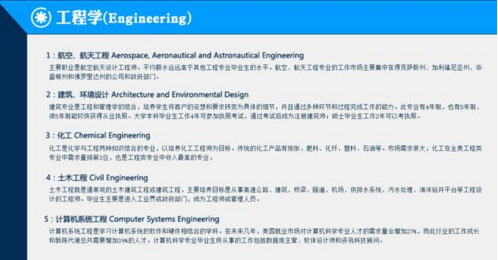 工程学(Engineering)
1：航空、航天工程 Aerospace, Aeronautical and Astronautical Engineering
主要职业是航空航天设计工程师。平均薪水远远高于其他工程专业毕业生的水平。航空、航天工程专业的工作市场主要集中在得克萨斯州、加利福尼亚州、华
盛顿州和佛罗里达州的公司和政府部门。
2：建筑、环境设计 Architecture and Environmental Design
建筑专业是工程和管理学的结合，培养学生将客户的设想和要求转变为具体的细节，并且通过多种环节和过程完成工作的能力。此专业有4年制，也有5年制，
读5年制能较快获得从业执照。大学本科毕业生工作4年可参加执照考试，通过考试后成为注册建筑师，硕士毕业生工作2年可以考执照。
3：化工 Chemical Engineering
化工是化学与工程两种知识结合的专业，以培养化工工程师为目标。传统的化工产品有纸张、肥料、化纤、塑料、石油等。市场需求很大，化工在全美工程类
专业中需求量排第1位，也是工程类专业中收入最高的专业。
4：土木工程 Civil Engineering
土木工程就是通常说的土木建筑工程或建筑工程，主要培养目标是从事高速公路、建筑、桥梁、隧道、机场、供排水系统、污水处理、海洋钻井平台等工程设
计的工程师。毕业生主要是进入工业界或政府部门，成为工程师或管理人员。
5：计算机系统工程 Computer Systems Engineering
计算机系统工程是学习计算机系统的软件和硬件相结合的学科。在未来几年，美国就业市场对计算机科学专业人才的需求量会增加27%，而此行业的工作成长
和新陈代谢总共需要增加39%的人才。计算机科学专业毕业生所从事的工作包括数据库主管、软体设计师和资讯科技顾问。